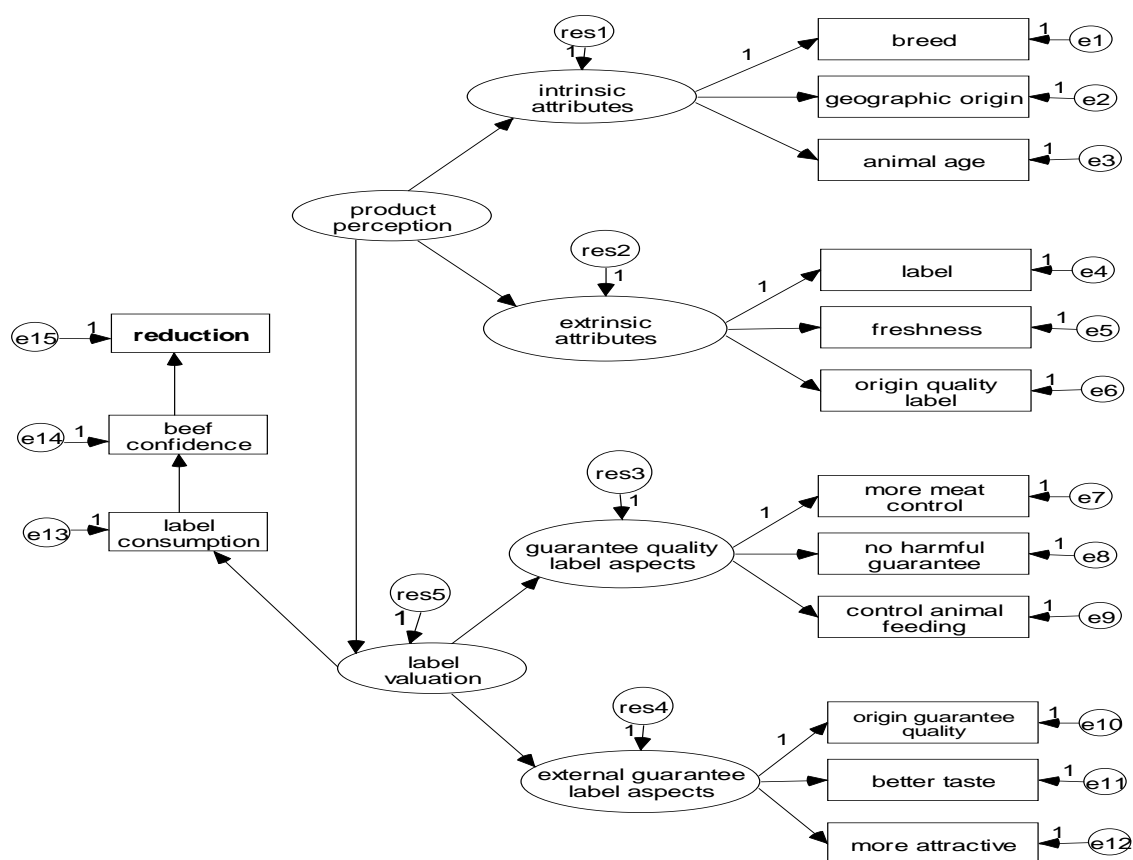 res1
1
intrinsic
attributes
1
breed
1
e1
geographic origin
1
e2
animal age
1
e3
product
perception
res2
1
extrinsic
attributes
1
label
1
e4
freshness
1
e5
origin quality
label
1
e6
e15
1
reduction
e14
1
beef
confidence
e13
1
label
consumption
res3
1
guarantee quality
label aspects
1
more meat
control
1
e7
no harmful
guarantee
1
e8
control animal
feeding
1
e9
res5
1
label
valuation
res4
1
external guarantee
label aspects
1
origin guarantee
quality
1
e10
better taste
1
e11
more attractive
1
e12